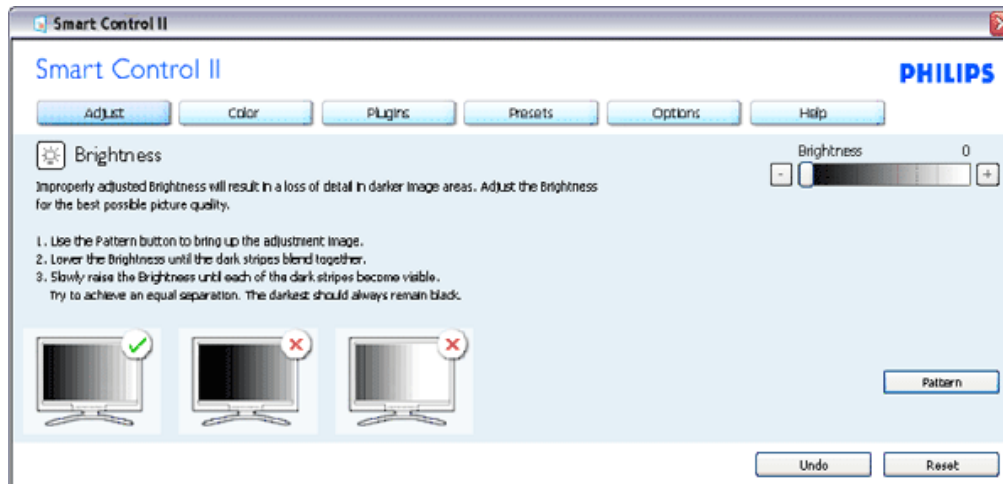 Smart Control II
Smart Control II
PHILIPS
Adjust Color Plugins Presets Options Help
Brightness
Brightness 0
Improperly adjusted Brightness will result in a loss of detail in darker image areas. Adjust the Brightness
for the best possible picture quality.
- +
1. Use the Pattern button to bring up the adjustment image.
2. Lower the Brightness until the dark stripes blend together.
3. Slowly raise the Brightness until each of the dark stripes become visible.
Try to achieve an equal separation. The darkest should always remain black.
Pattern
Undo Reset